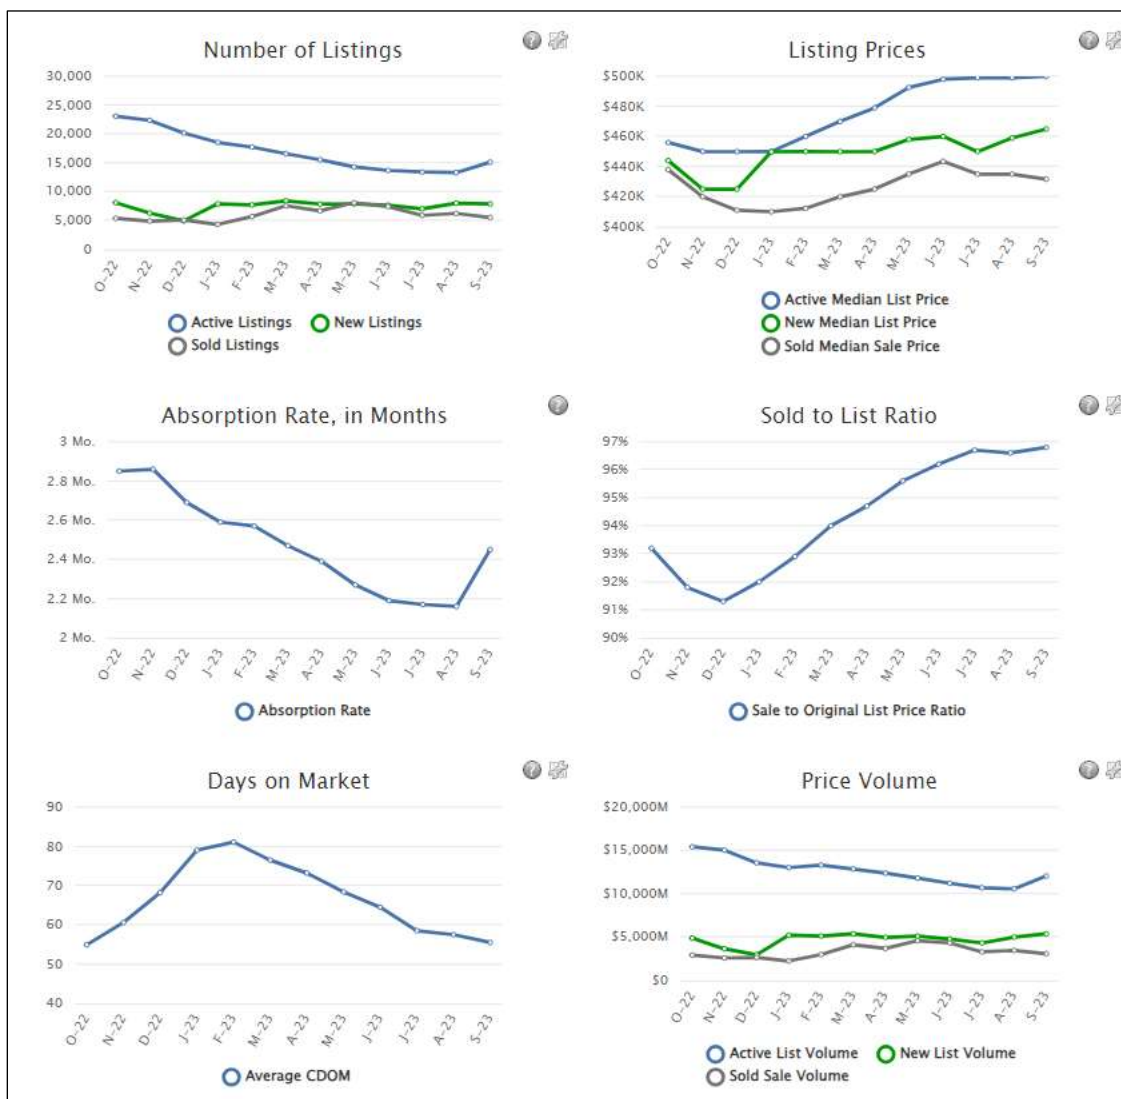 Number of Listings
30,000
25,000
20,000
15,000
10,000
5,000
0
O-22
N-22
D-22
J-23
F-23
M-23
A-23
M-23
J-23
J-23
A-23
S-23
Active Listings
New Listings
Sold Listings
Listing Prices
$500K
$480K
$460K
$440K
$420K
$400K
O-22
N-22
D-22
J-23
F-23
M-23
A-23
M-23
J-23
J-23
A-23
S-23
Active Median List Price
New Median List Price
Sold Median Sale Price
Absorption Rate, in Months
3 Mo.
2.8 Mo.
2.6 Mo.
2.4 Mo.
2.2 Mo.
2 Mo.
O-22
N-22
D-22
J-23
F-23
M-23
A-23
M-23
J-23
J-23
A-23
S-23
Absorption Rate
Sold to List Ratio
97%
96%
95%
94%
93%
92%
91%
90%
O-22
N-22
D-22
J-23
F-23
M-23
A-23
M-23
J-23
J-23
A-23
S-23
Sale to Original List Price Ratio
Days on Market
90
80
70
60
50
40
O-22
N-22
D-22
J-23
F-23
M-23
A-23
M-23
J-23
J-23
A-23
S-23
Average CDOM
Price Volume
$20,000M
$15,000M
$10,000M
$5,000M
$0
O-22
N-22
D-22
J-23
F-23
M-23
A-23
M-23
J-23
J-23
A-23
S-23
Active List Volume
New List Volume
Sold Sale Volume